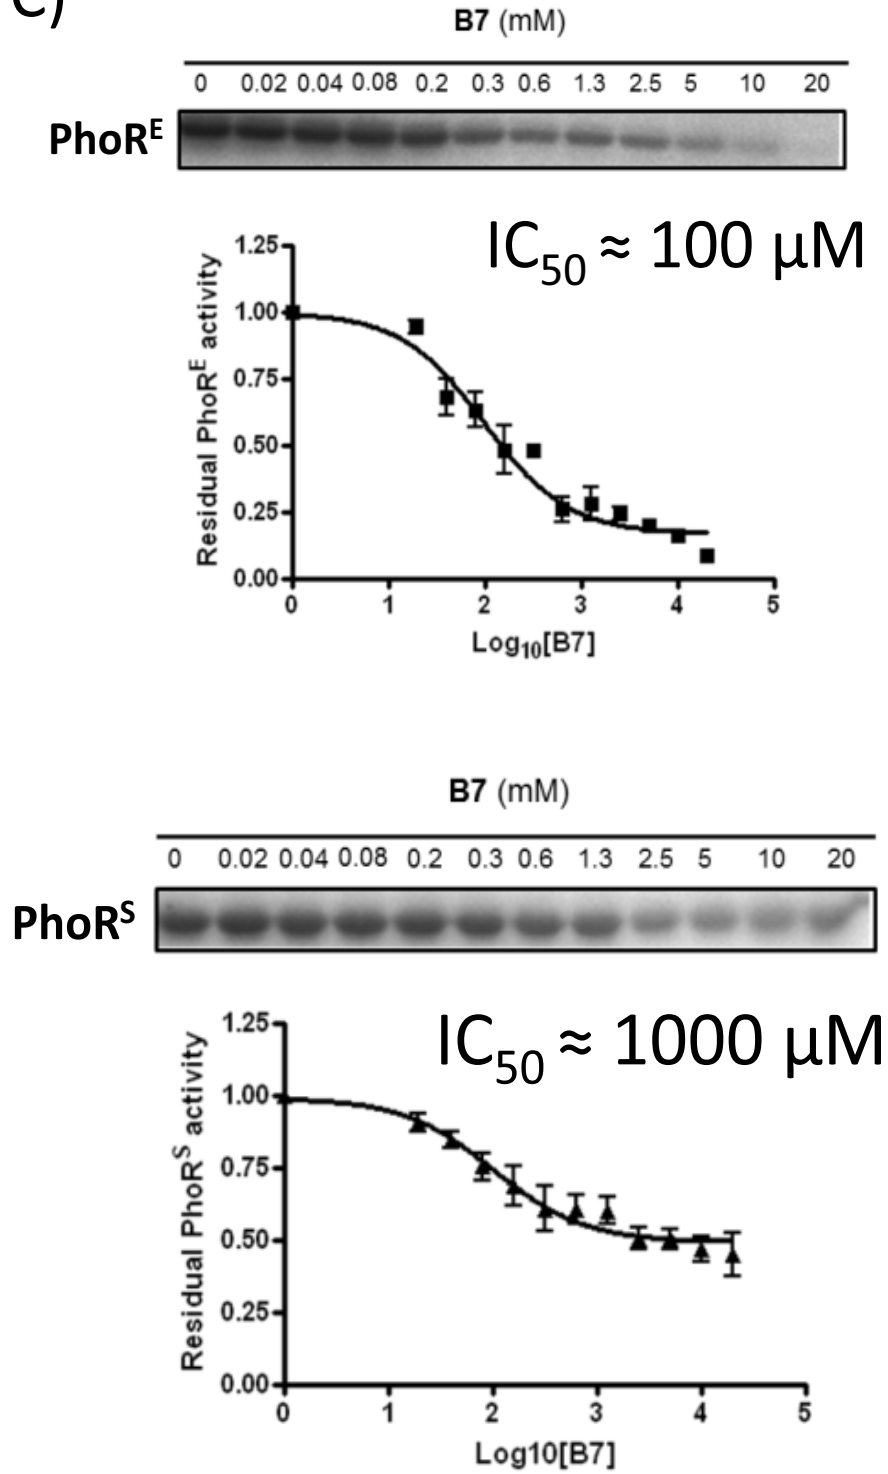 C)
B7 (mM)
0 0.02 0.04 0.08 0.2 0.3 0.6 1.3 2.5 5 10 20
PhoRᴱ
IC₅₀ ≈ 100 µM
Residual PhoRᴱ activity
1.25
1.00
0.75
0.50
0.25
0.00
0 1 2 3 4 5
Log₁₀[B7]
B7 (mM)
0 0.02 0.04 0.08 0.2 0.3 0.6 1.3 2.5 5 10 20
PhoRˢ
IC₅₀ ≈ 1000 µM
Residual PhoRˢ activity
1.25
1.00
0.75
0.50
0.25
0.00
0 1 2 3 4 5
Log10[B7]